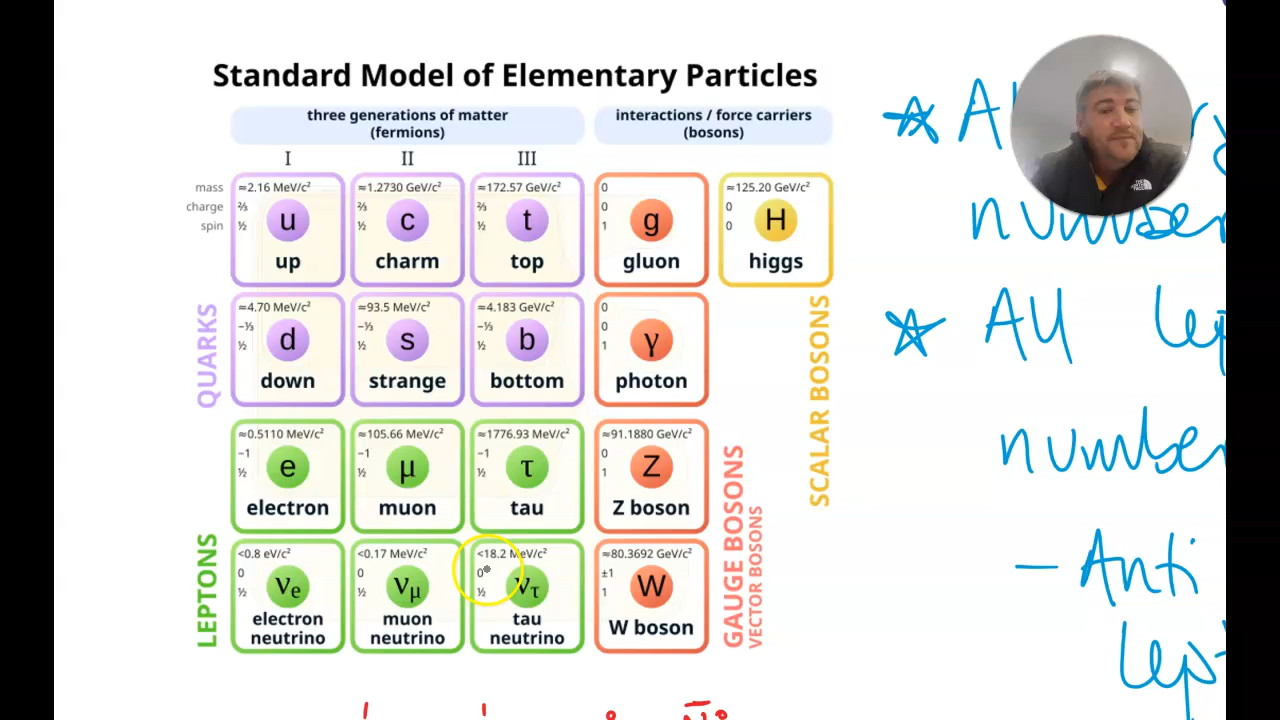 Standard Model of Elementary Particles
three generations of matter
(fermions)
interactions / force carriers
(bosons)
I II III
mass
charge
spin
≈2.16 MeV/c²
⅔
½
u
up
≈1.2730 GeV/c²
⅔
½
c
charm
≈172.57 GeV/c²
⅔
½
t
top
0
0
1
g
gluon
≈125.20 GeV/c²
0
0
H
higgs
QUARKS
≈4.70 MeV/c²
−⅓
½
d
down
≈93.5 MeV/c²
−⅓
½
s
strange
≈4.183 GeV/c²
−⅓
½
b
bottom
0
0
1
γ
photon
SCALAR BOSONS
≈0.5110 MeV/c²
−1
½
e
electron
≈105.66 MeV/c²
−1
½
μ
muon
≈1776.93 MeV/c²
−1
½
τ
tau
≈91.1880 GeV/c²
0
1
Z
Z boson
LEPTONS
<0.8 eV/c²
0
½
νe
electron
neutrino
<0.17 MeV/c²
0
½
νμ
muon
neutrino
<18.2 MeV/c²
0
½
ντ
tau
neutrino
≈80.3692 GeV/c²
±1
1
W
W boson
GAUGE BOSONS
VECTOR BOSONS
number
All lep
number
- Anti
lept